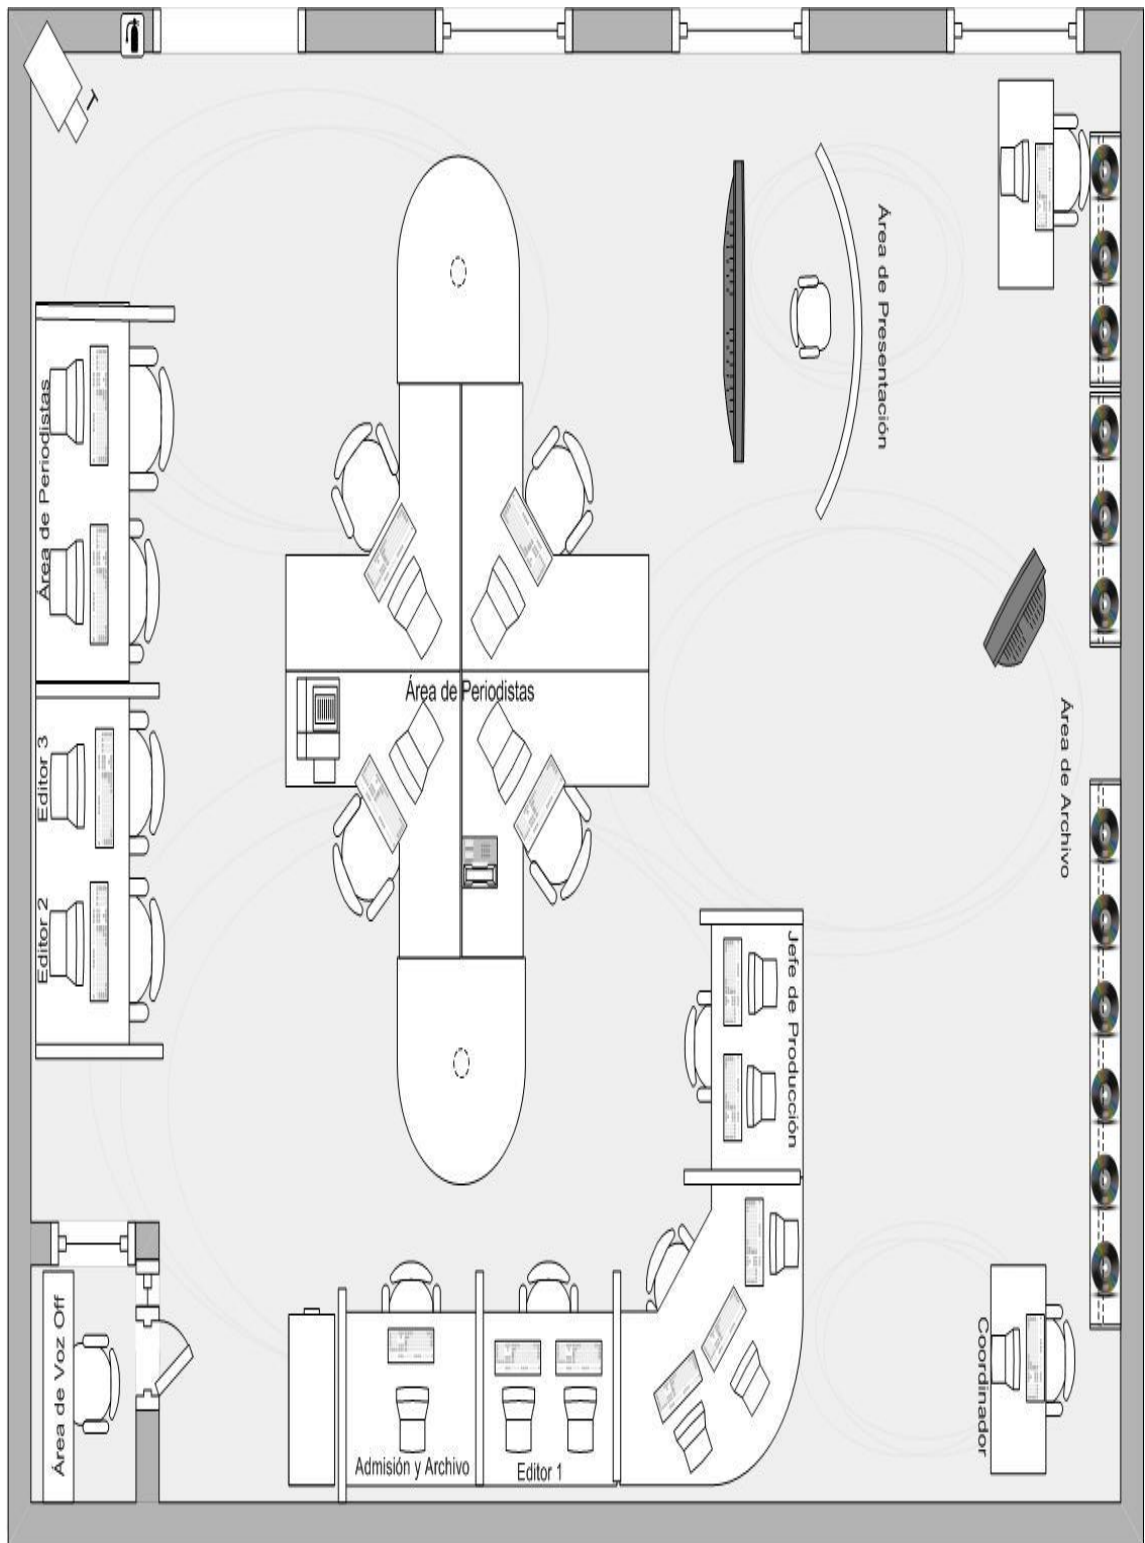 T
Área de Presentación
Área de Periodistas
Área de Periodistas
Editor 3
Área de Archivo
Editor 2
Jefe de Producción
Área de Voz Off
Coordinador
Admisión y Archivo
Editor 1